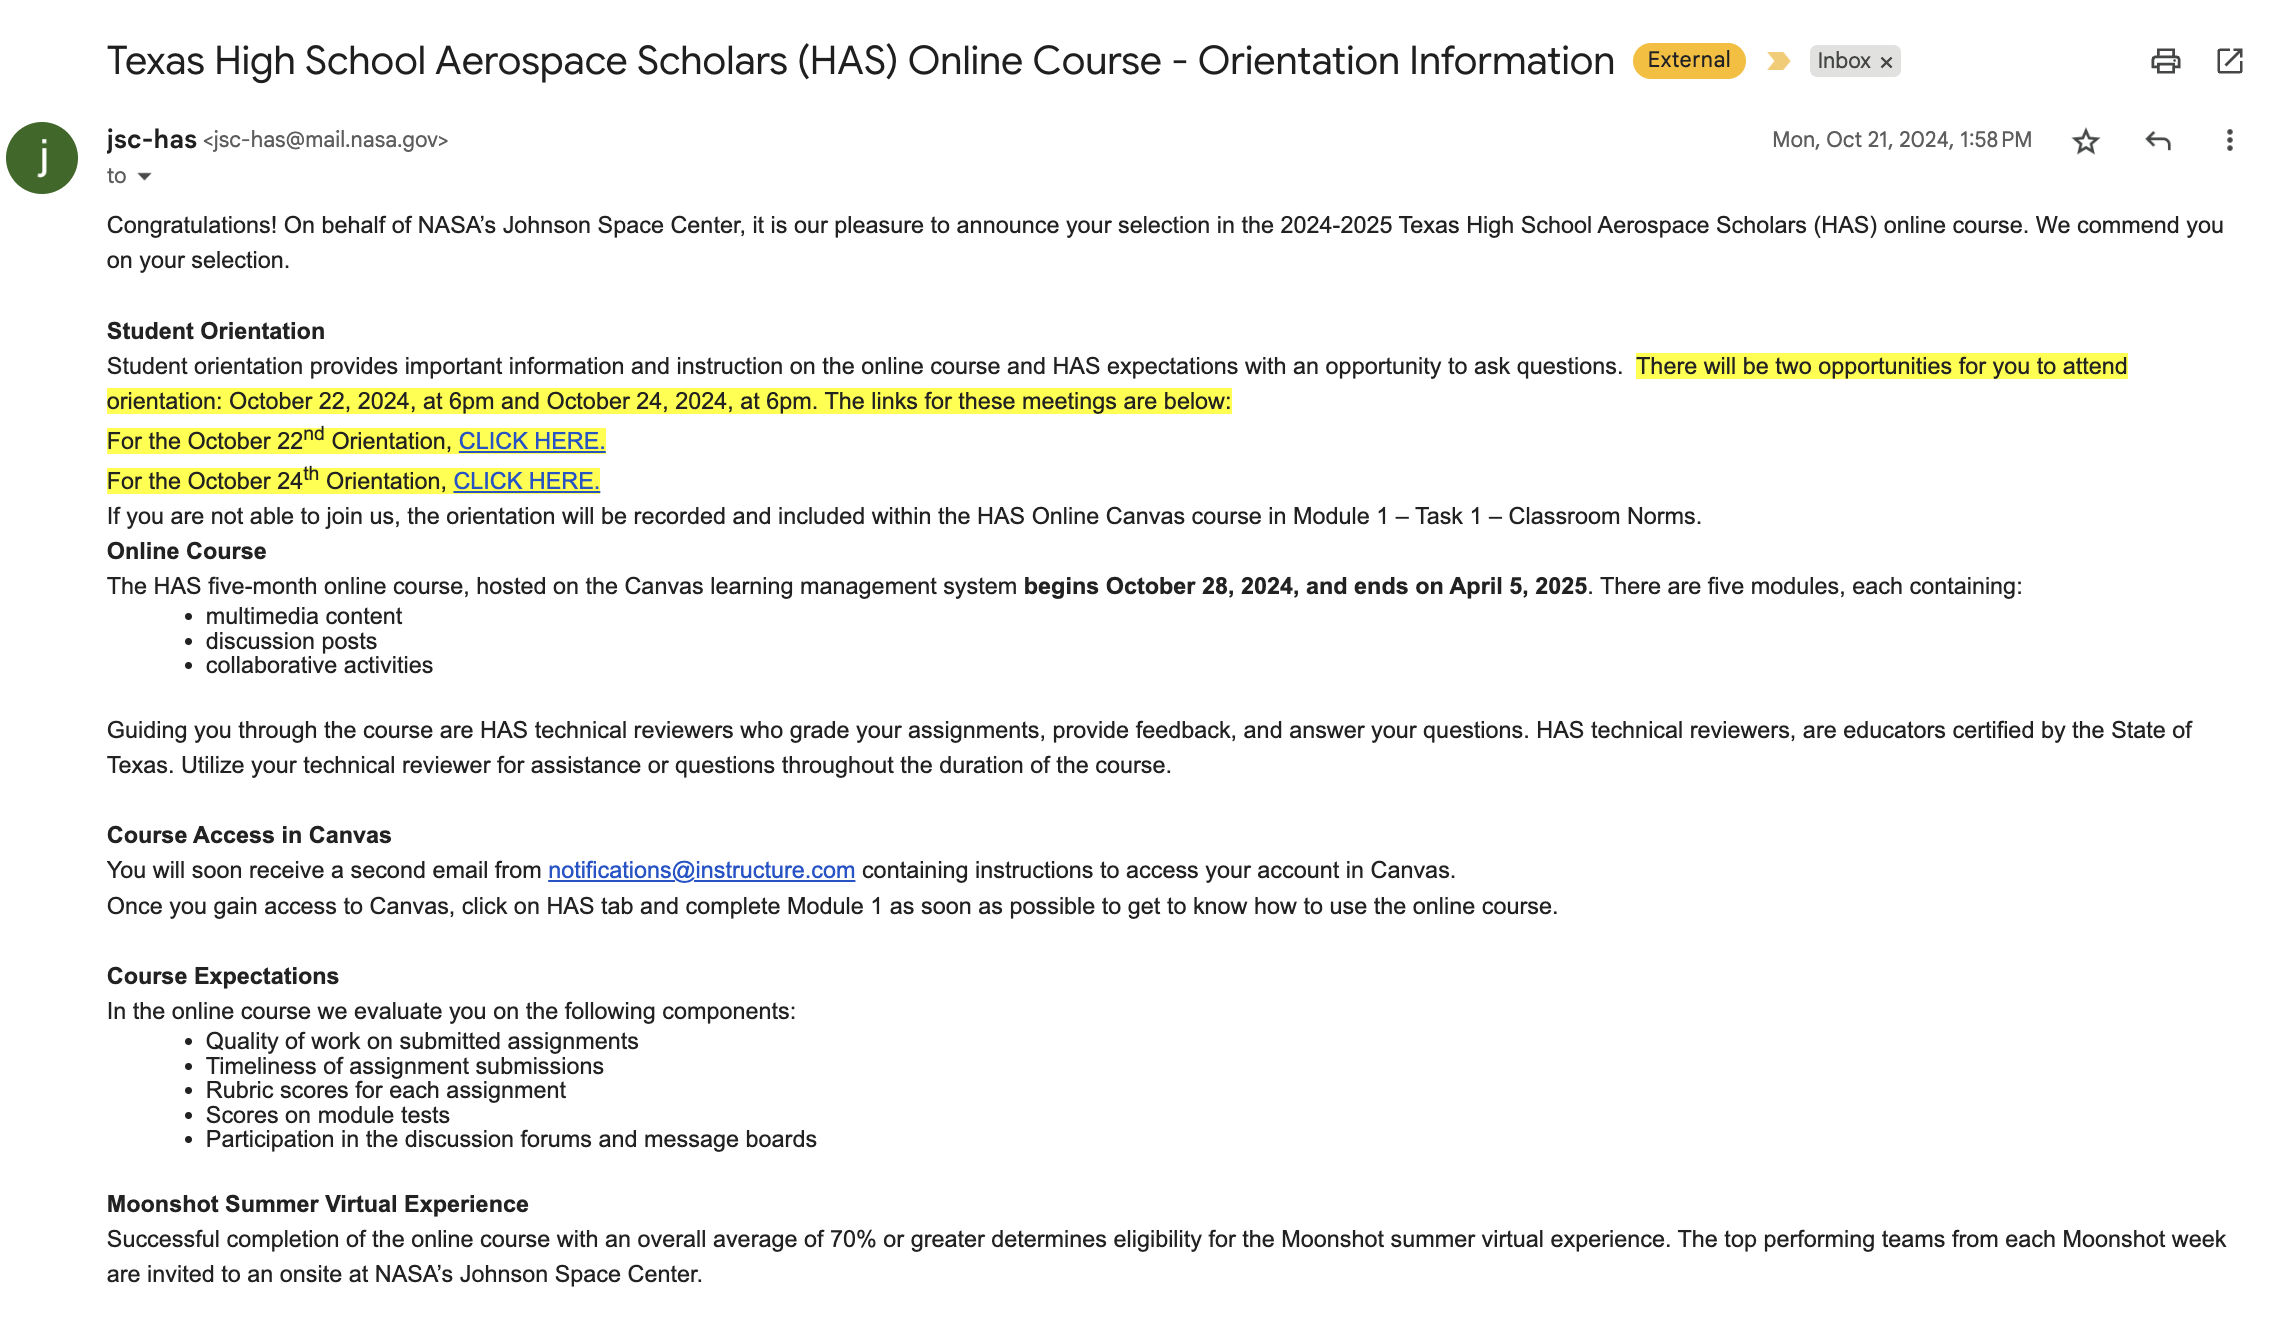 Texas High School Aerospace Scholars (HAS) Online Course - Orientation Information External Inbox ×
j
jsc-has <jsc-has@mail.nasa.gov> Mon, Oct 21, 2024, 1:58 PM
to
Congratulations! On behalf of NASA’s Johnson Space Center, it is our pleasure to announce your selection in the 2024-2025 Texas High School Aerospace Scholars (HAS) online course. We commend you
on your selection.
Student Orientation
Student orientation provides important information and instruction on the online course and HAS expectations with an opportunity to ask questions.  There will be two opportunities for you to attend
orientation: October 22, 2024, at 6pm and October 24, 2024, at 6pm. The links for these meetings are below:
For the October 22nd Orientation, CLICK HERE.
For the October 24th Orientation, CLICK HERE.
If you are not able to join us, the orientation will be recorded and included within the HAS Online Canvas course in Module 1 – Task 1 – Classroom Norms.
Online Course
The HAS five-month online course, hosted on the Canvas learning management system begins October 28, 2024, and ends on April 5, 2025. There are five modules, each containing:
• multimedia content
• discussion posts
• collaborative activities
Guiding you through the course are HAS technical reviewers who grade your assignments, provide feedback, and answer your questions. HAS technical reviewers, are educators certified by the State of
Texas. Utilize your technical reviewer for assistance or questions throughout the duration of the course.
Course Access in Canvas
You will soon receive a second email from notifications@instructure.com containing instructions to access your account in Canvas.
Once you gain access to Canvas, click on HAS tab and complete Module 1 as soon as possible to get to know how to use the online course.
Course Expectations
In the online course we evaluate you on the following components:
• Quality of work on submitted assignments
• Timeliness of assignment submissions
• Rubric scores for each assignment
• Scores on module tests
• Participation in the discussion forums and message boards
Moonshot Summer Virtual Experience
Successful completion of the online course with an overall average of 70% or greater determines eligibility for the Moonshot summer virtual experience. The top performing teams from each Moonshot week
are invited to an onsite at NASA’s Johnson Space Center.